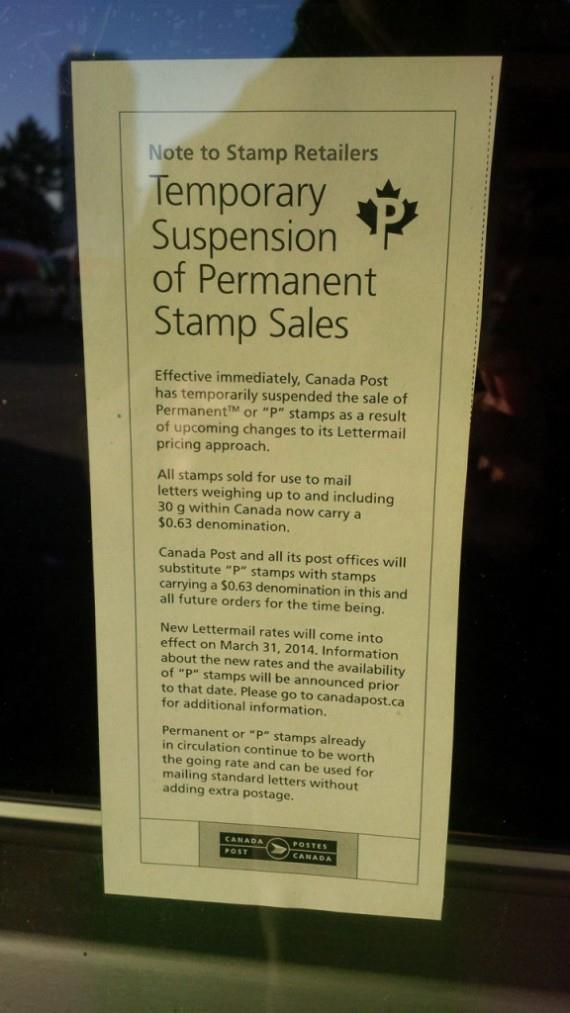 Note to Stamp Retailers
Temporary
Suspension
of Permanent
Stamp Sales
P
Effective immediately, Canada Post
has temporarily suspended the sale of
Permanent™ or "P" stamps as a result
of upcoming changes to its Lettermail
pricing approach.
All stamps sold for use to mail
letters weighing up to and including
30 g within Canada now carry a
$0.63 denomination.
Canada Post and all its post offices will
substitute "P" stamps with stamps
carrying a $0.63 denomination in this and
all future orders for the time being.
New Lettermail rates will come into
effect on March 31, 2014. Information
about the new rates and the availability
of "P" stamps will be announced prior
to that date. Please go to canadapost.ca
for additional information.
Permanent or "P" stamps already
in circulation continue to be worth
the going rate and can be used for
mailing standard letters without
adding extra postage.
CANADA POSTES
POST CANADA